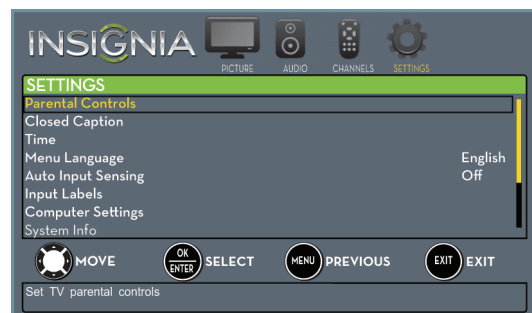 INSIGNIA
PICTURE AUDIO CHANNELS SETTINGS
SETTINGS
Parental Controls
Closed Caption
Time
Menu Language English
Auto Input Sensing Off
Input Labels
Computer Settings
System Info
MOVE OK ENTER SELECT MENU PREVIOUS EXIT EXIT
Set TV parental controls